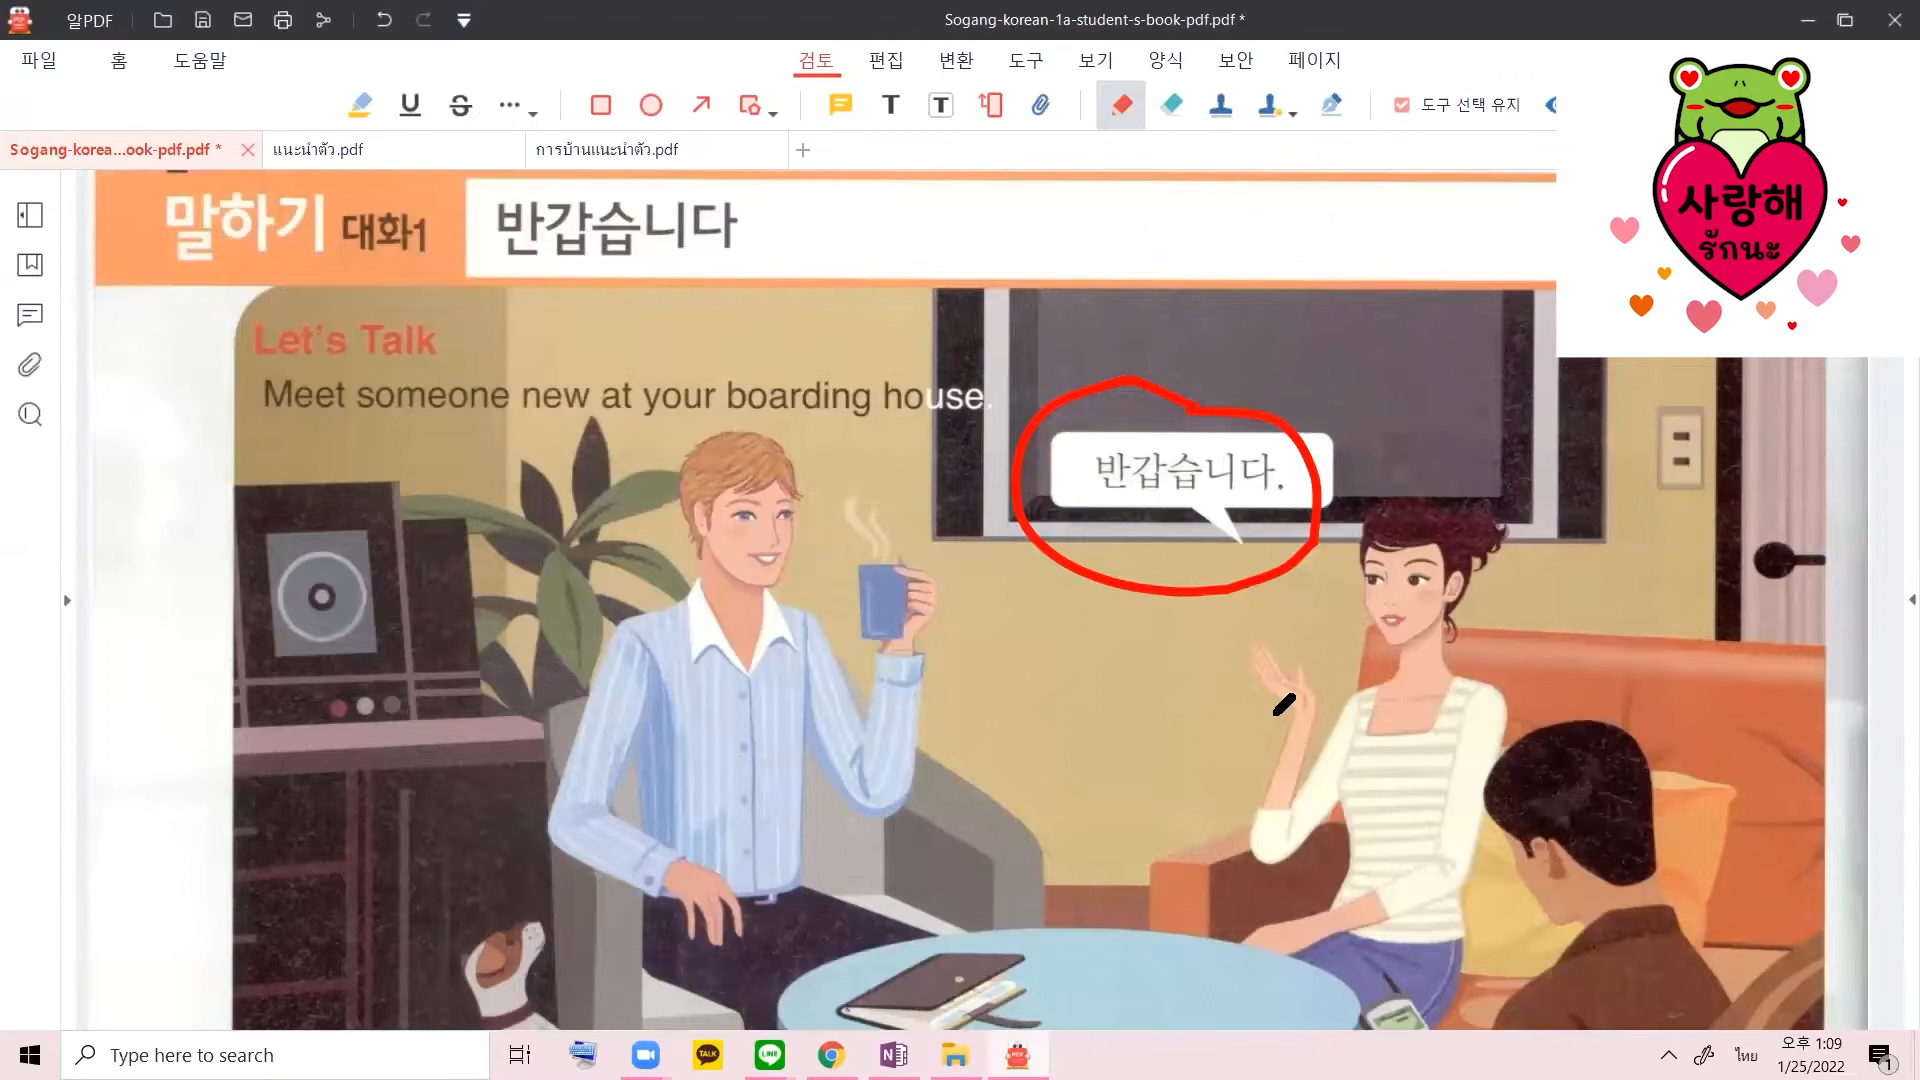 알PDF
Sogang-korean-1a-student-s-book-pdf.pdf *
파일 홈 도움말 검토 편집 변환 도구 보기 양식 보안 페이지
도구 선택 유지
Sogang-korea...ook-pdf.pdf *
แนะนำตัว.pdf
การบ้านแนะนำตัว.pdf
사랑해
รักนะ
말하기 대화1 반갑습니다
Let's Talk
Meet someone new at your boarding house.
반갑습니다.
Type here to search
TALK
LINE
ไทย
오후 1:09
1/25/2022
1